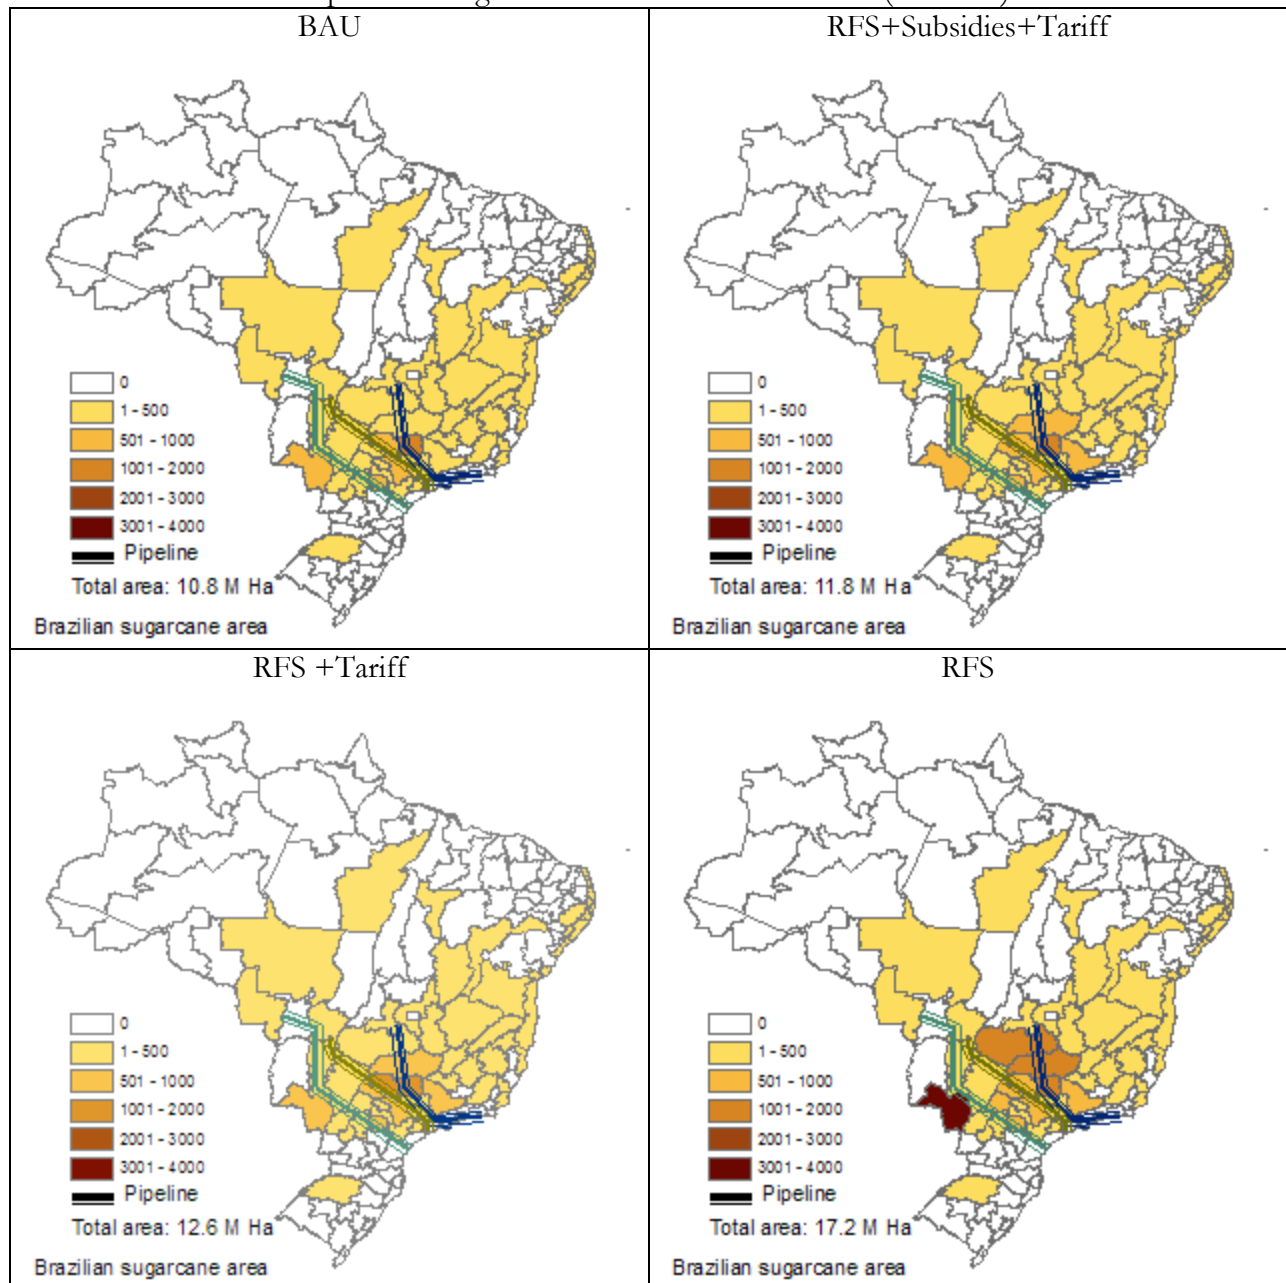 BAU
RFS+Subsidies+Tariff
0
1 - 500
501 - 1000
1001 - 2000
2001 - 3000
3001 - 4000
Pipeline
Total area: 10.8 M Ha
Brazilian sugarcane area
0
1 - 500
501 - 1000
1001 - 2000
2001 - 3000
3001 - 4000
Pipeline
Total area: 11.8 M Ha
Brazilian sugarcane area
RFS +Tariff
RFS
0
1 - 500
501 - 1000
1001 - 2000
2001 - 3000
3001 - 4000
Pipeline
Total area: 12.6 M Ha
Brazilian sugarcane area
0
1 - 500
501 - 1000
1001 - 2000
2001 - 3000
3001 - 4000
Pipeline
Total area: 17.2 M Ha
Brazilian sugarcane area